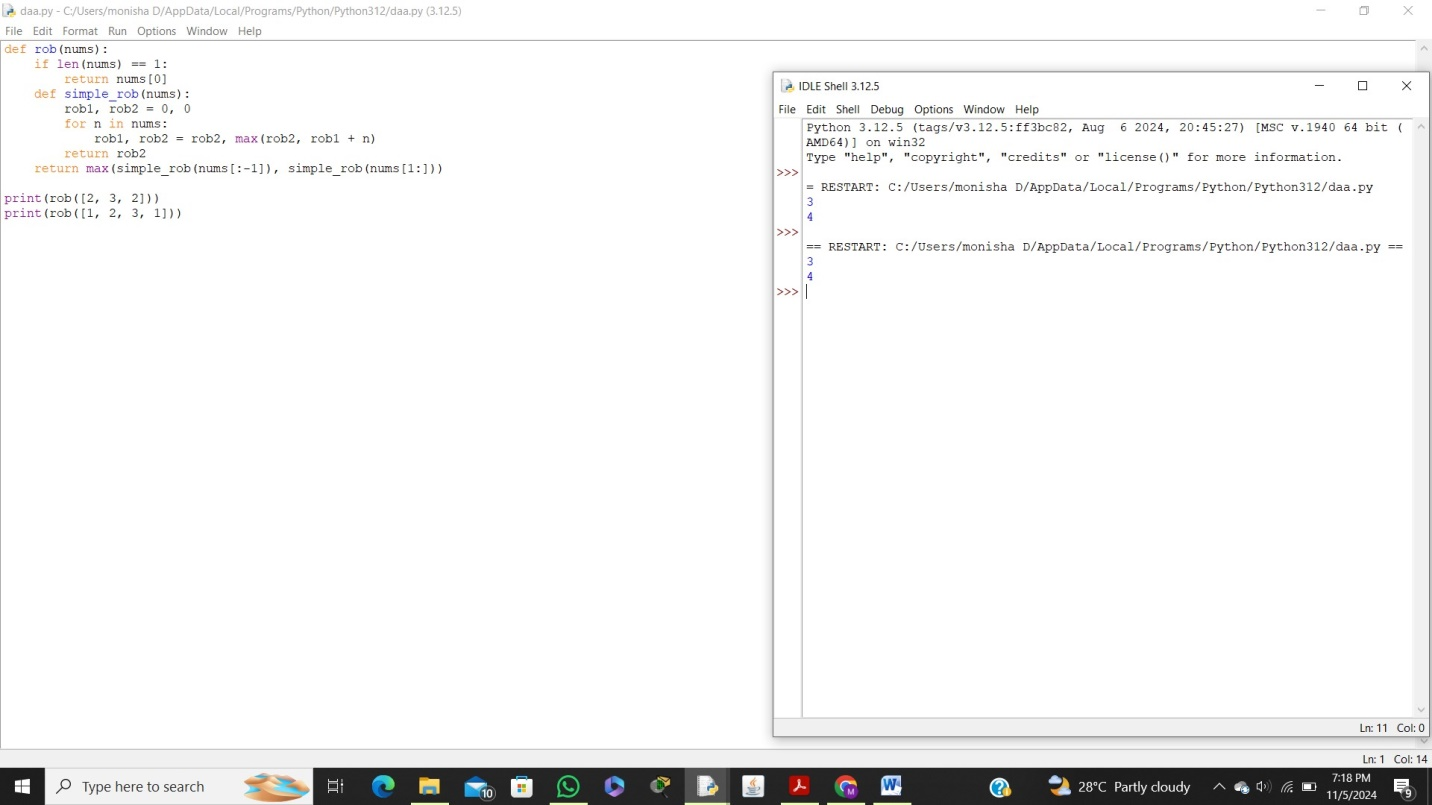 daa.py - C:/Users/monisha D/AppData/Local/Programs/Python/Python312/daa.py (3.12.5)
File Edit Format Run Options Window Help
def rob(nums):
    if len(nums) == 1:
        return nums[0]
    def simple_rob(nums):
        rob1, rob2 = 0, 0
        for n in nums:
            rob1, rob2 = rob2, max(rob2, rob1 + n)
        return rob2
    return max(simple_rob(nums[:-1]), simple_rob(nums[1:]))
print(rob([2, 3, 2]))
print(rob([1, 2, 3, 1]))
IDLE Shell 3.12.5
File Edit Shell Debug Options Window Help
Python 3.12.5 (tags/v3.12.5:ff3bc82, Aug  6 2024, 20:45:27) [MSC v.1940 64 bit (
AMD64)] on win32
Type "help", "copyright", "credits" or "license()" for more information.
>>>
= RESTART: C:/Users/monisha D/AppData/Local/Programs/Python/Python312/daa.py
3
4
>>>
== RESTART: C:/Users/monisha D/AppData/Local/Programs/Python/Python312/daa.py ==
3
4
>>>
Ln: 11 Col: 0
Ln: 1 Col: 14
Type here to search
10
M
W
28°C Partly cloudy
7:18 PM
11/5/2024
9